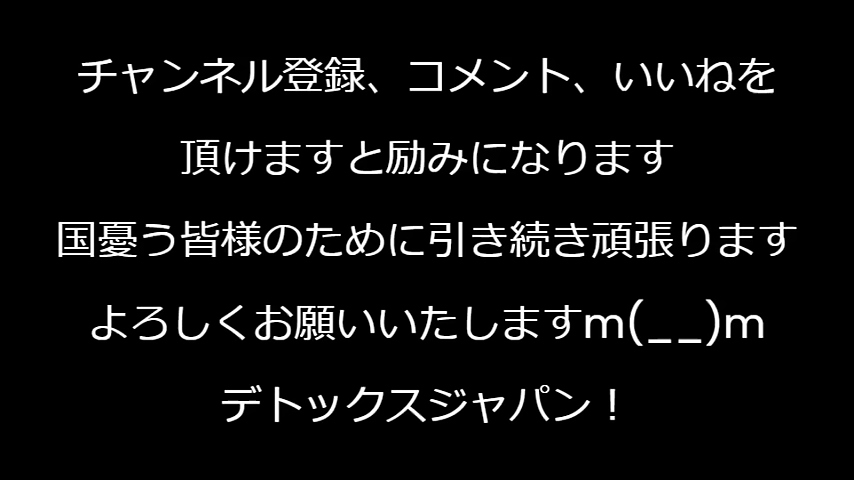 チャンネル登録、コメント、いいねを
頂けますと励みになります
国憂う皆様のために引き続き頑張ります
よろしくお願いいたしますm(__)m
デトックスジャパン！